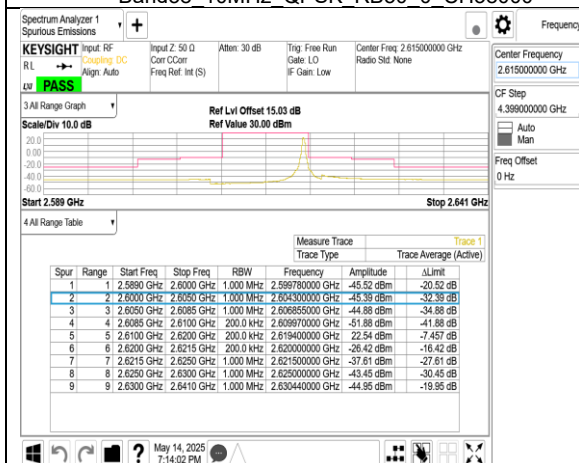 Band38_10MHz_QPSK_RB50_0_CH38000
Spectrum Analyzer 1
Spurious Emissions
Frequency
KEYSIGHT
RL
PASS
Input: RF
Coupling: DC
Align: Auto
Input Z: 50 Ω
Corr CCorr
Freq Ref: Int (S)
Atten: 30 dB
Trig: Free Run
Gate: LO
IF Gain: Low
Center Freq: 2.615000000 GHz
Radio Std: None
Center Frequency
2.615000000 GHz
CF Step
4.399000000 GHz
Auto
Man
Freq Offset
0 Hz
3 All Range Graph
Scale/Div 10.0 dB
Ref Lvl Offset 15.03 dB
Ref Value 30.00 dBm
20.0
0.00
-20.0
-40.0
-60.0
Start 2.589 GHz
Stop 2.641 GHz
4 All Range Table
Measure Trace Trace 1
Trace Type Trace Average (Active)
Spur Range Start Freq Stop Freq RBW Frequency Amplitude ΔLimit
1 1 2.5890 GHz 2.6000 GHz 1.000 MHz 2.599780000 GHz -45.52 dBm -20.52 dB
2 2 2.6000 GHz 2.6050 GHz 1.000 MHz 2.604300000 GHz -45.39 dBm -32.39 dB
3 3 2.6050 GHz 2.6085 GHz 1.000 MHz 2.606855000 GHz -44.88 dBm -34.88 dB
4 4 2.6085 GHz 2.6100 GHz 200.0 kHz 2.609970000 GHz -51.88 dBm -41.88 dB
5 5 2.6100 GHz 2.6200 GHz 200.0 kHz 2.619400000 GHz 22.54 dBm -7.457 dB
6 6 2.6200 GHz 2.6215 GHz 200.0 kHz 2.620000000 GHz -26.42 dBm -16.42 dB
7 7 2.6215 GHz 2.6250 GHz 1.000 MHz 2.621500000 GHz -37.61 dBm -27.61 dB
8 8 2.6250 GHz 2.6300 GHz 1.000 MHz 2.625000000 GHz -43.45 dBm -30.45 dB
9 9 2.6300 GHz 2.6410 GHz 1.000 MHz 2.630440000 GHz -44.95 dBm -19.95 dB
May 14, 2025
7:14:02 PM